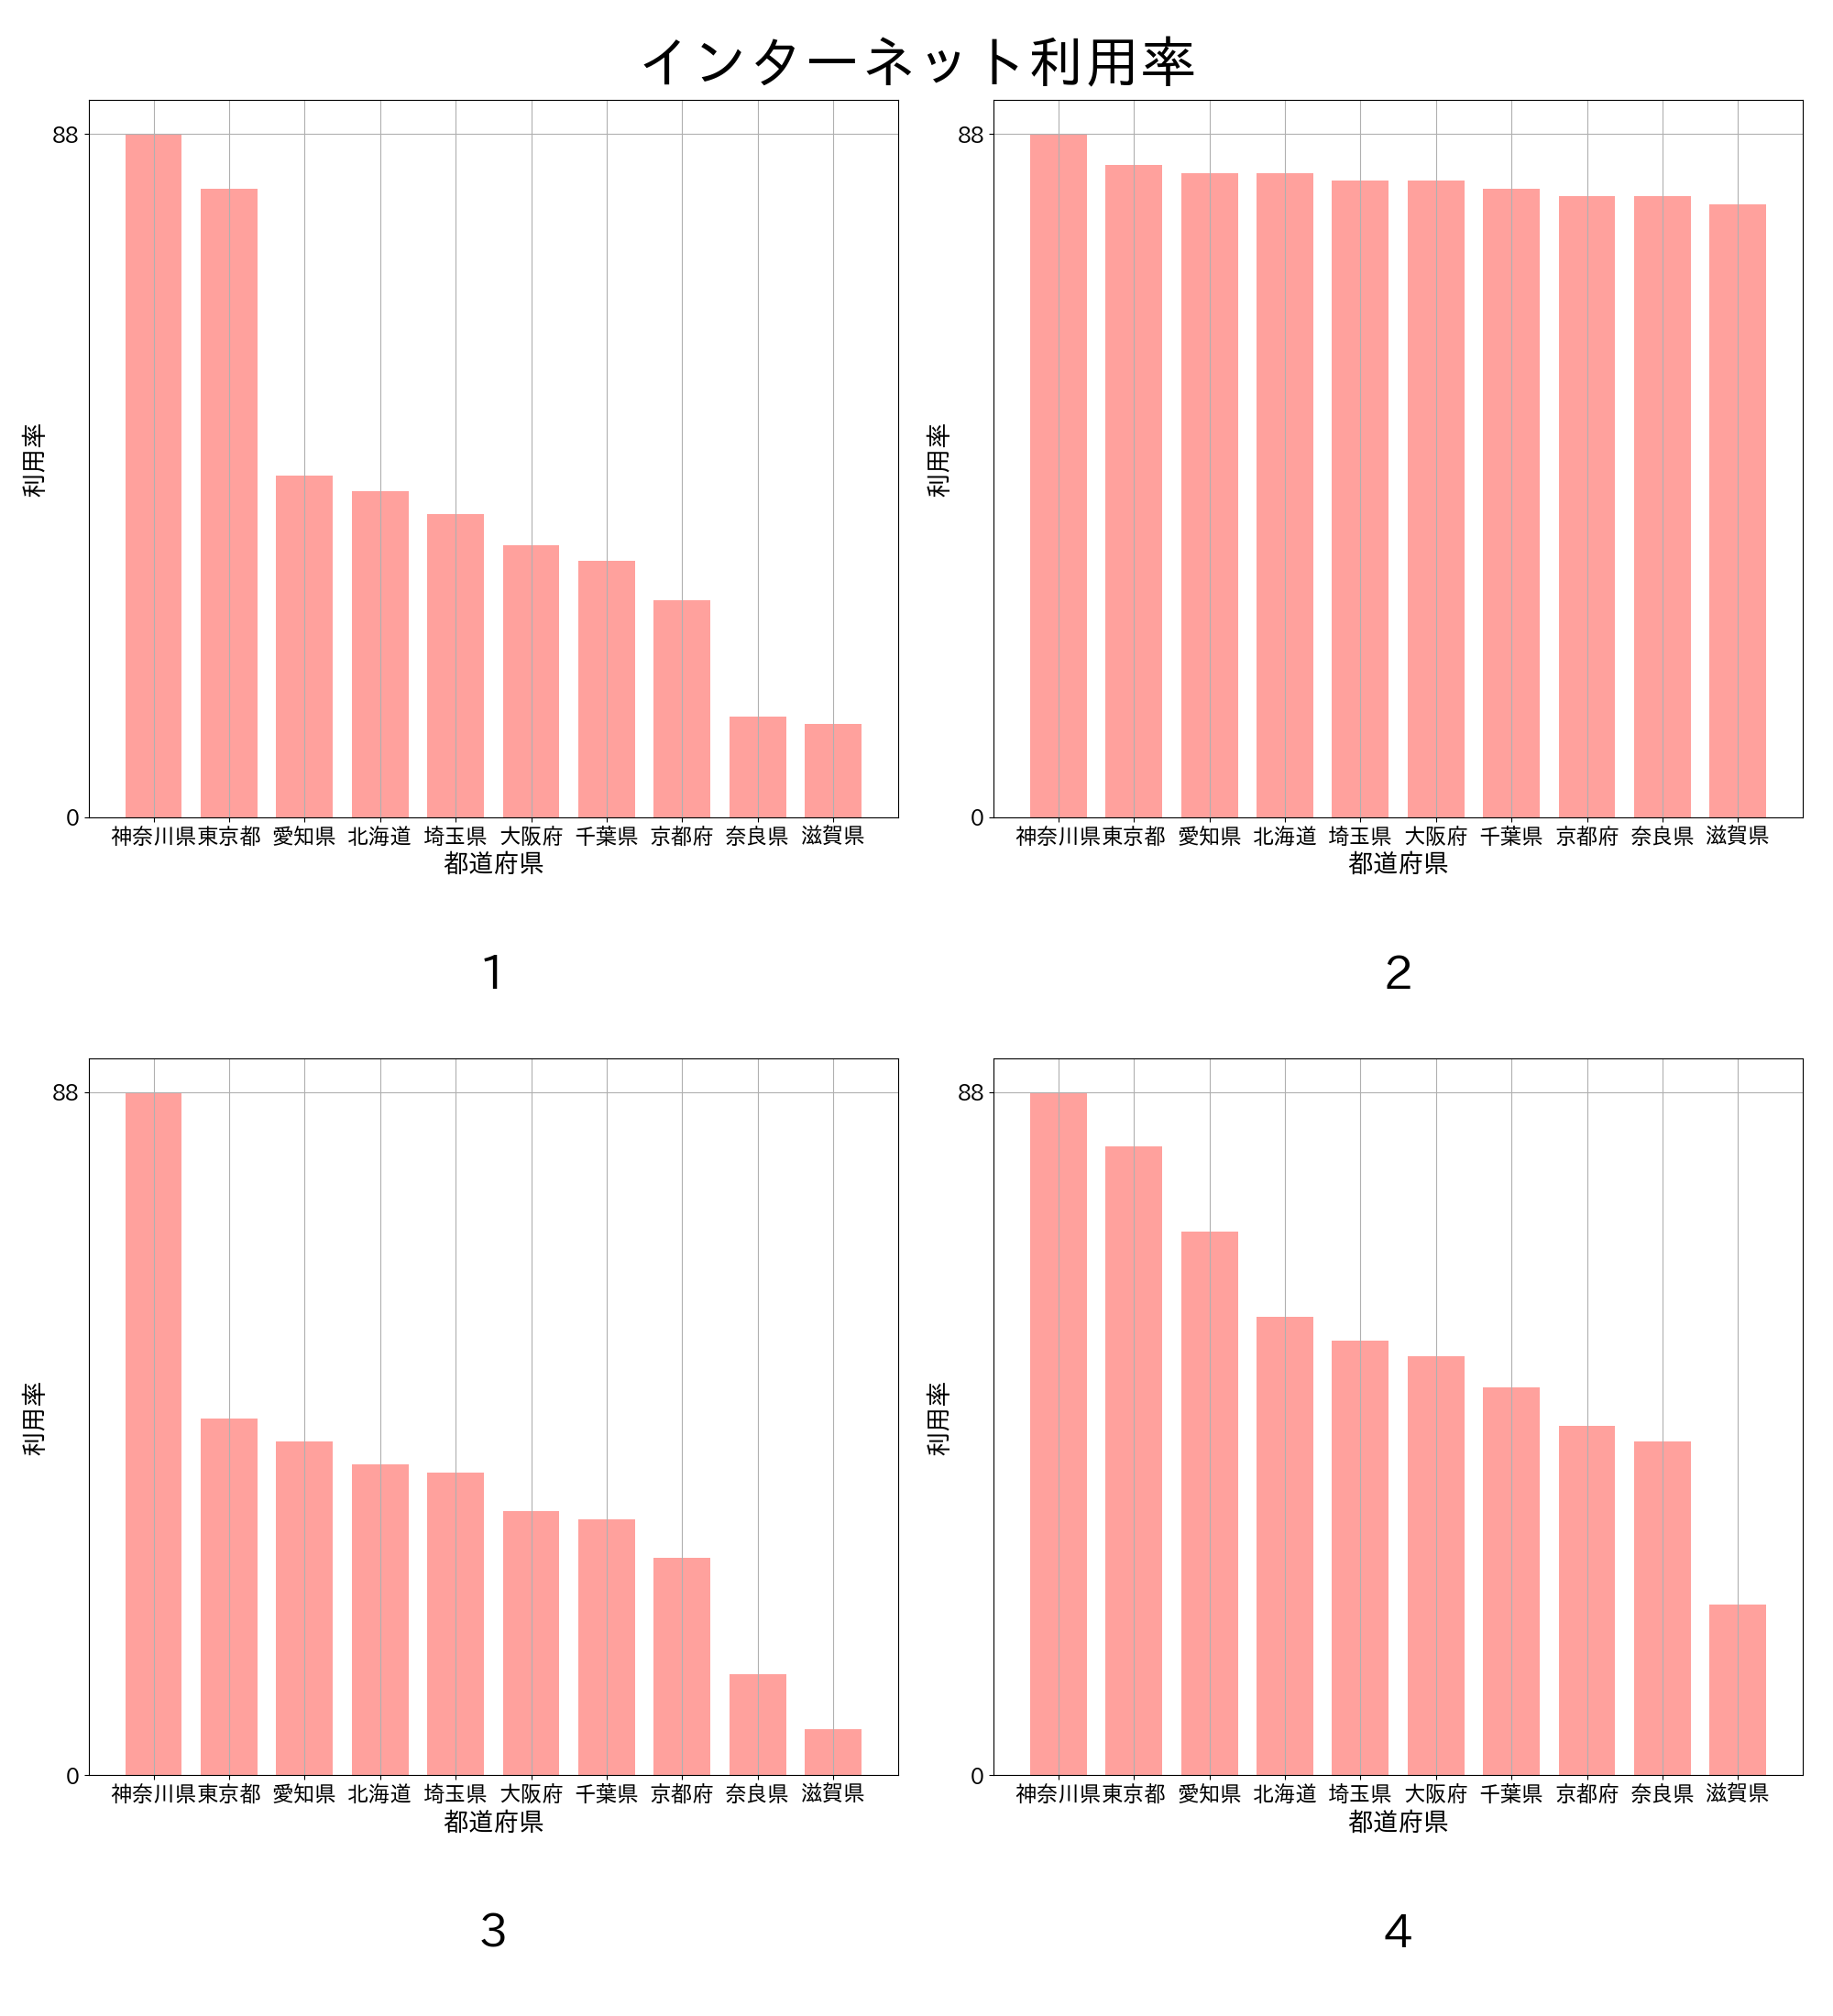 インターネット利用率
88
0
利用率
神奈川県 東京都 愛知県 北海道 埼玉県 大阪府 千葉県 京都府 奈良県 滋賀県
都道府県
1
88
0
利用率
神奈川県 東京都 愛知県 北海道 埼玉県 大阪府 千葉県 京都府 奈良県 滋賀県
都道府県
2
88
0
利用率
神奈川県 東京都 愛知県 北海道 埼玉県 大阪府 千葉県 京都府 奈良県 滋賀県
都道府県
3
88
0
利用率
神奈川県 東京都 愛知県 北海道 埼玉県 大阪府 千葉県 京都府 奈良県 滋賀県
都道府県
4